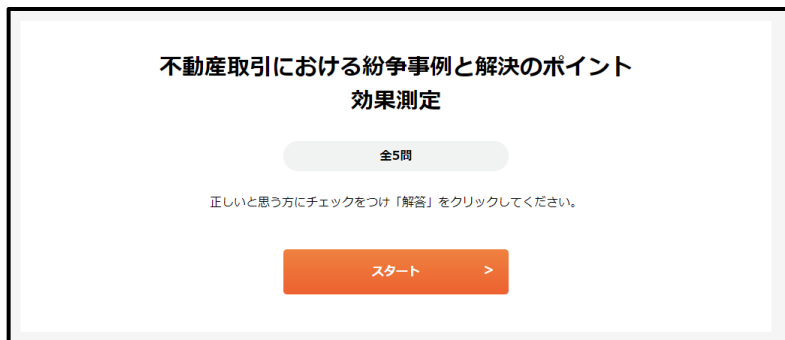 不動産取引における紛争事例と解決のポイント
効果測定
全5問
正しいと思う方にチェックをつけ「解答」をクリックしてください。
スタート >